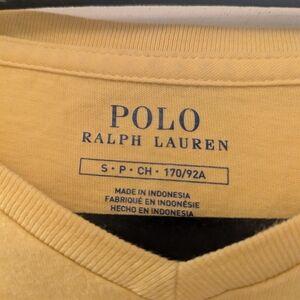 POLO
RALPH LAUREN
S • P • CH • 170/92A
MADE IN INDONESIA
FABRIQUÉ EN INDONÉSIE
HECHO EN INDONESIA